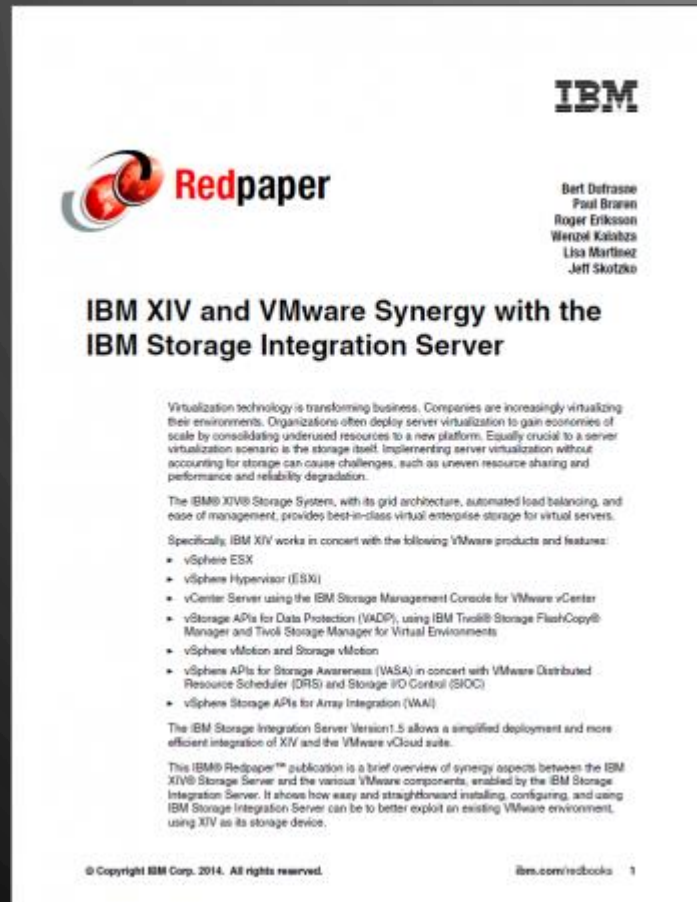 IBM
Redpaper
Bert Dufrasne
Paul Braren
Roger Eriksson
Wenzel Kalabza
Lisa Martinez
Jeff Skotzko
IBM XIV and VMware Synergy with the
IBM Storage Integration Server
Virtualization technology is transforming business. Companies are increasingly virtualizing
their environments. Organizations often deploy server virtualization to gain economies of
scale by consolidating underused resources to a new platform. Equally crucial to a server
virtualization scenario is the storage itself. Implementing server virtualization without
accounting for storage can cause challenges, such as uneven resource sharing and
performance and reliability degradation.
The IBM® XIV® Storage System, with its grid architecture, automated load balancing, and
ease of management, provides best-in-class virtual enterprise storage for virtual servers.
Specifically, IBM XIV works in concert with the following VMware products and features:
► vSphere ESX
► vSphere Hypervisor (ESXi)
► vCenter Server using the IBM Storage Management Console for VMware vCenter
► vStorage APIs for Data Protection (VADP), using IBM Tivoli® Storage FlashCopy®
Manager and Tivoli Storage Manager for Virtual Environments
► vSphere vMotion and Storage vMotion
► vSphere APIs for Storage Awareness (VASA) in concert with VMware Distributed
Resource Scheduler (DRS) and Storage I/O Control (SIOC)
► vSphere Storage APIs for Array Integration (VAAI)
The IBM Storage Integration Server Version1.5 allows a simplified deployment and more
efficient integration of XIV and the VMware vCloud suite.
This IBM® Redpaper™ publication is a brief overview of synergy aspects between the IBM
XIV® Storage Server and the various VMware components, enabled by the IBM Storage
Integration Server. It shows how easy and straightforward installing, configuring, and using
IBM Storage Integration Server can be to better exploit an existing VMware environment,
using XIV as its storage device.
© Copyright IBM Corp. 2014. All rights reserved.
ibm.com/redbooks 1